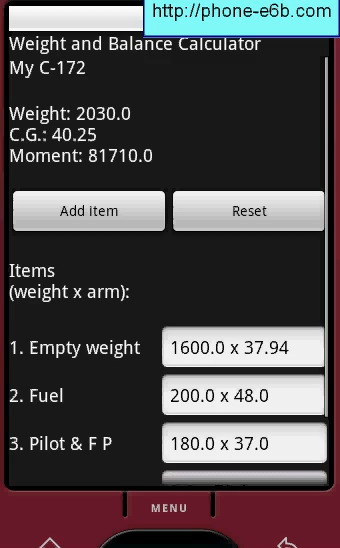 http://phone-e6b.com
Weight and Balance Calculator
My C-172
Weight: 2030.0
C.G.: 40.25
Moment: 81710.0
Add item
Reset
Items
(weight x arm):
1. Empty weight
1600.0 x 37.94
2. Fuel
200.0 x 48.0
3. Pilot & F P
180.0 x 37.0
MENU